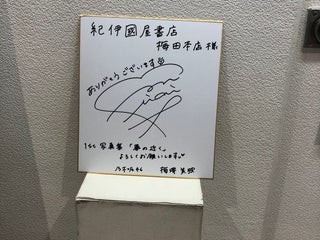 紀伊國屋書店
梅田本店 様
ありがとうございます
1st 写真集「夢の近く」
よろしくお願いします
乃木坂46 梅澤美波